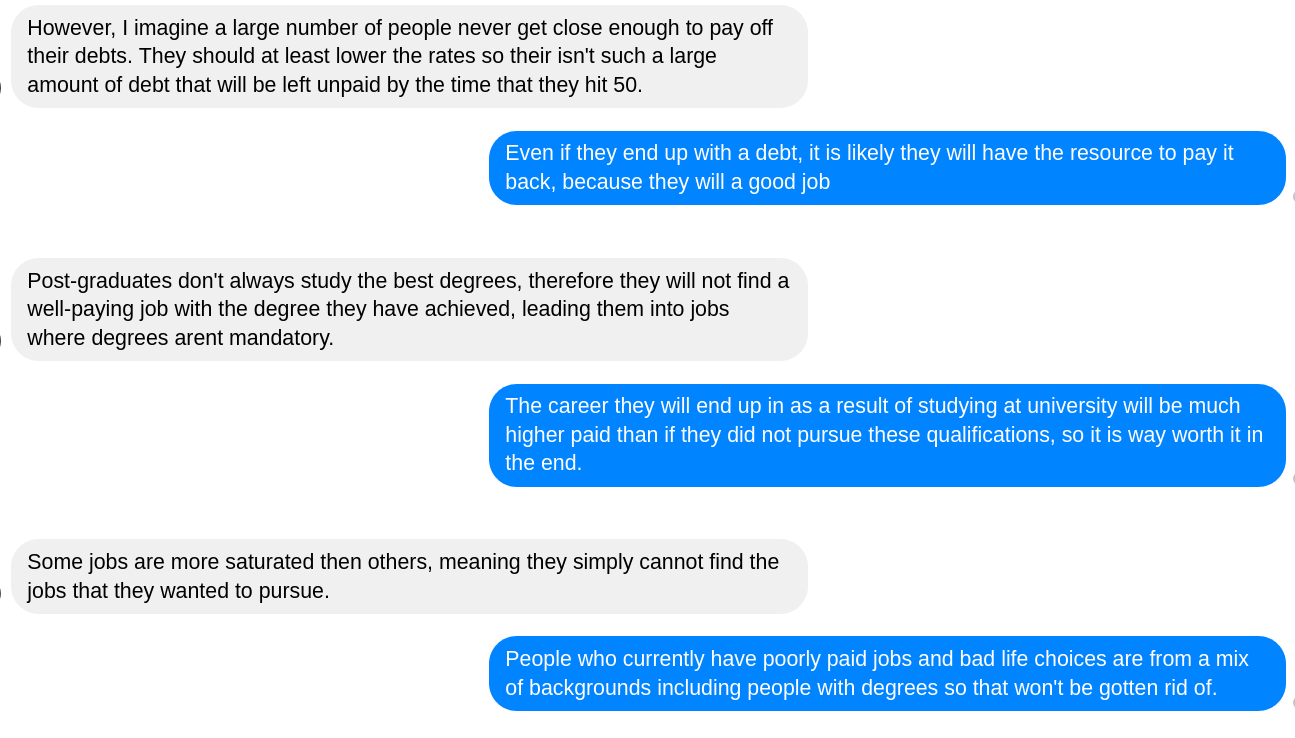 However, I imagine a large number of people never get close enough to pay off
their debts. They should at least lower the rates so their isn't such a large
amount of debt that will be left unpaid by the time that they hit 50.
Even if they end up with a debt, it is likely they will have the resource to pay it
back, because they will a good job
Post-graduates don't always study the best degrees, therefore they will not find a
well-paying job with the degree they have achieved, leading them into jobs
where degrees arent mandatory.
The career they will end up in as a result of studying at university will be much
higher paid than if they did not pursue these qualifications, so it is way worth it in
the end.
Some jobs are more saturated then others, meaning they simply cannot find the
jobs that they wanted to pursue.
People who currently have poorly paid jobs and bad life choices are from a mix
of backgrounds including people with degrees so that won't be gotten rid of.